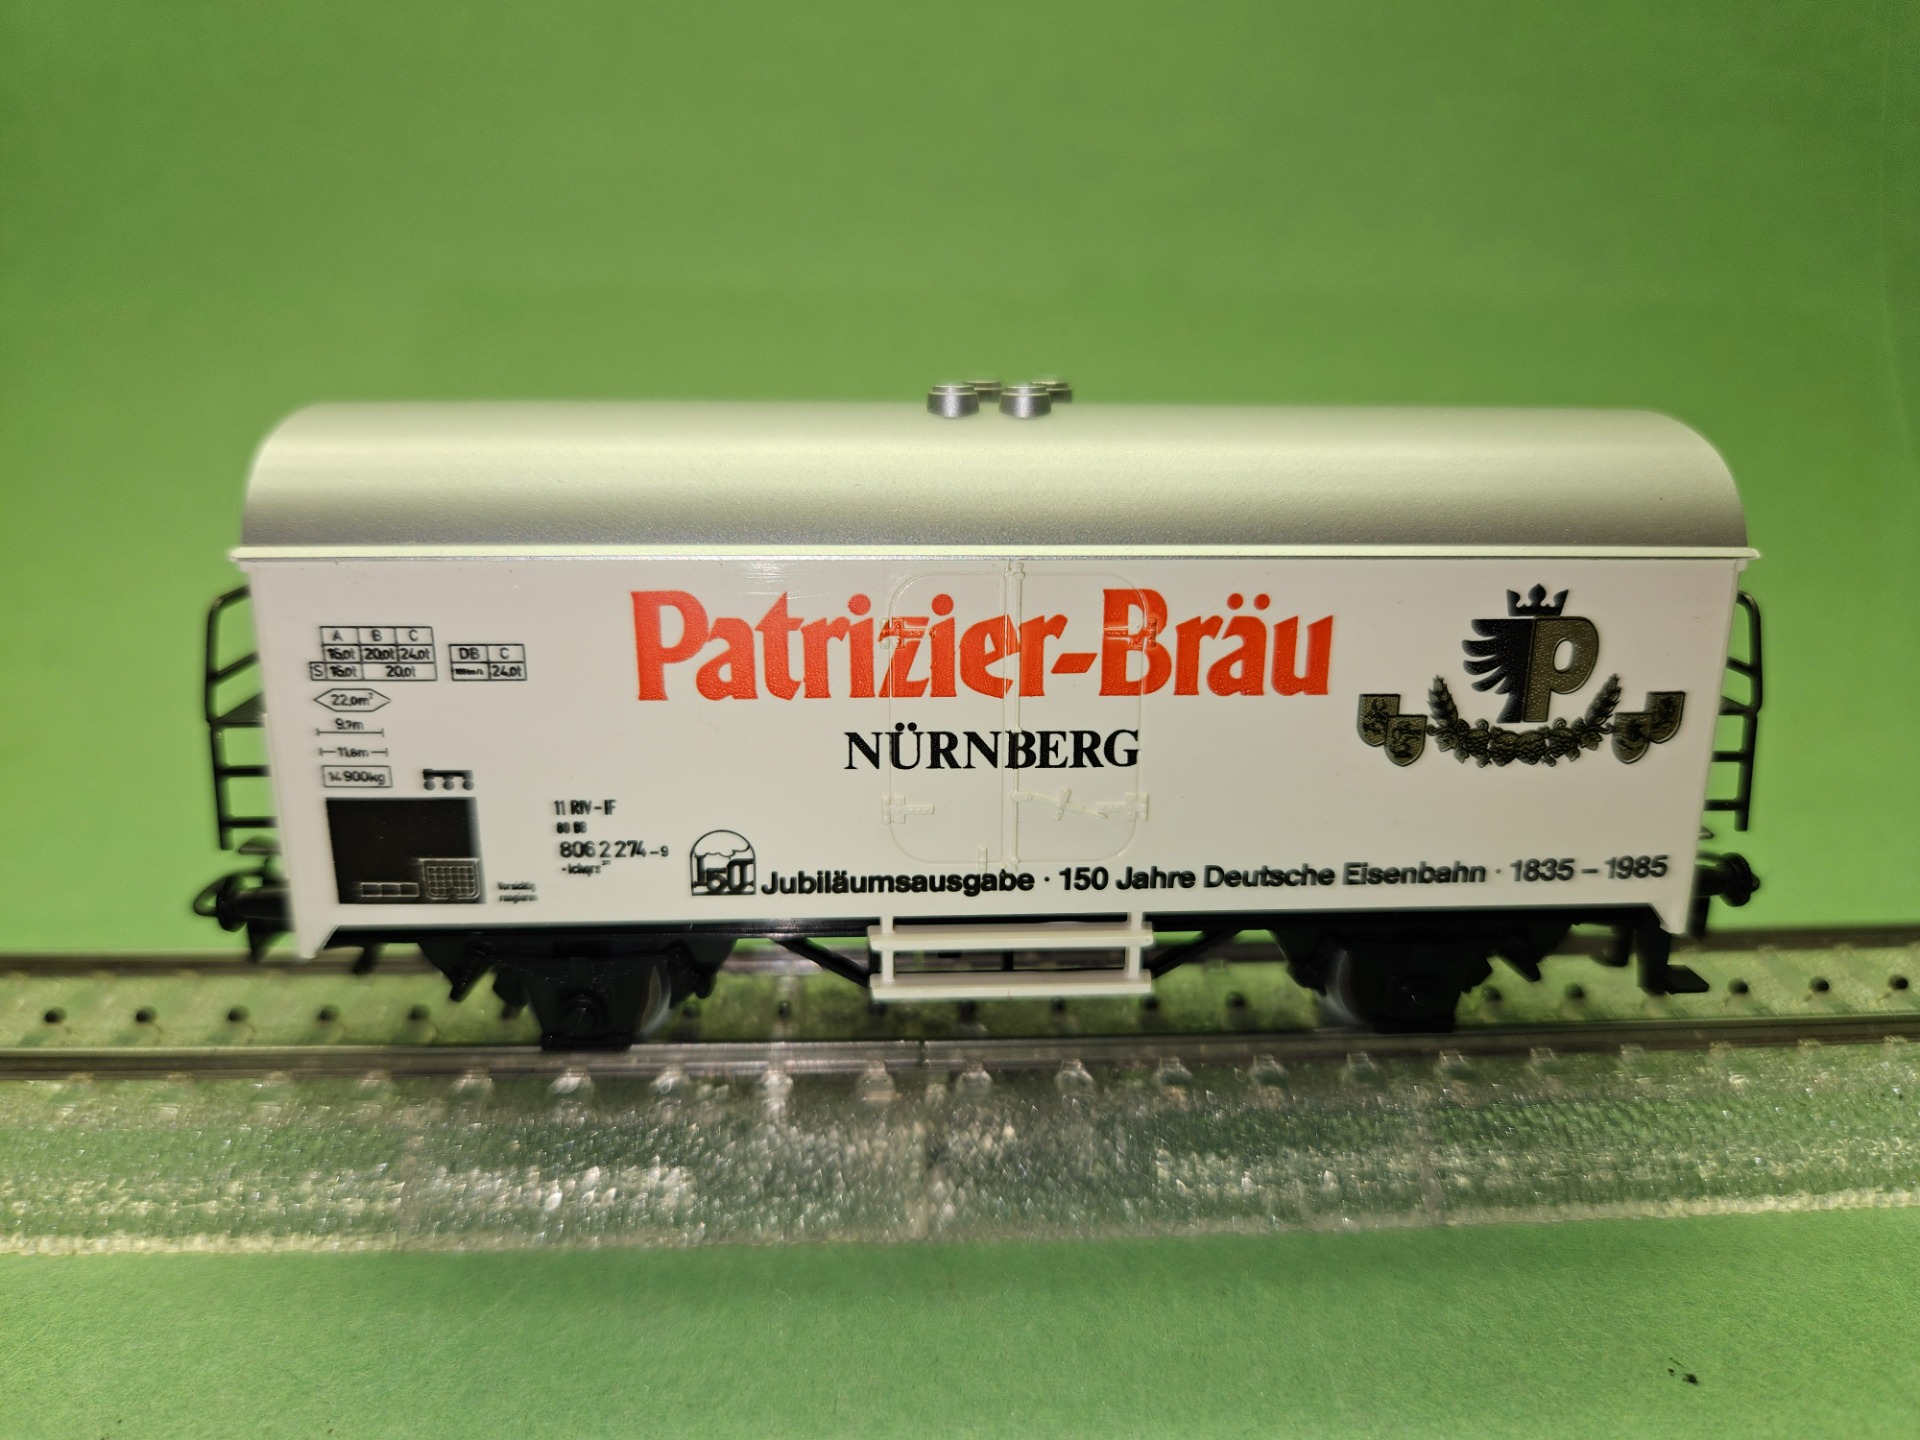 Patrizier-Bräu
NÜRNBERG
P
A B C
16,0t 20,0t 24,0t
S 16,0t 20,0t
DB C
24,0t
22,0m²
9,7m
11,6m
14 900kg
11 RIV-IF
80 DB
806 2 274-9
150 Jubiläumsausgabe · 150 Jahre Deutsche Eisenbahn · 1835 – 1985